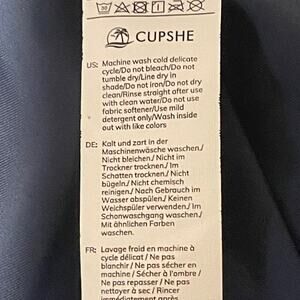 30
CUPSHE
US: Machine wash cold delicate
cycle/Do not bleach/Do not
tumble dry/Line dry in
shade/Do not iron/Do not dry
clean/Rinse straight after use
with clean water/Do not use
fabric softener/Use mild
detergent only/Wash inside
out with like colors
DE: Kalt und zart in der
Maschinenwäsche waschen./
Nicht bleichen./ Nicht im
Trockner trocknen./ Im
Schatten trocknen./ Nicht
bügeln./ Nicht chemisch
reinigen./ Nach Gebrauch im
Wasser abspülen./ Keinen
Weichspüler verwenden./ Im
Schonwaschgang waschen./
Mit ähnlichen Farben
waschen.
FR: Lavage froid en machine à
cycle délicat / Ne pas
blanchir / Ne pas sécher en
machine / Sécher à l'ombre /
Ne pas repasser / Ne pas
nettoyer à sec / Rincer
immédiatement après